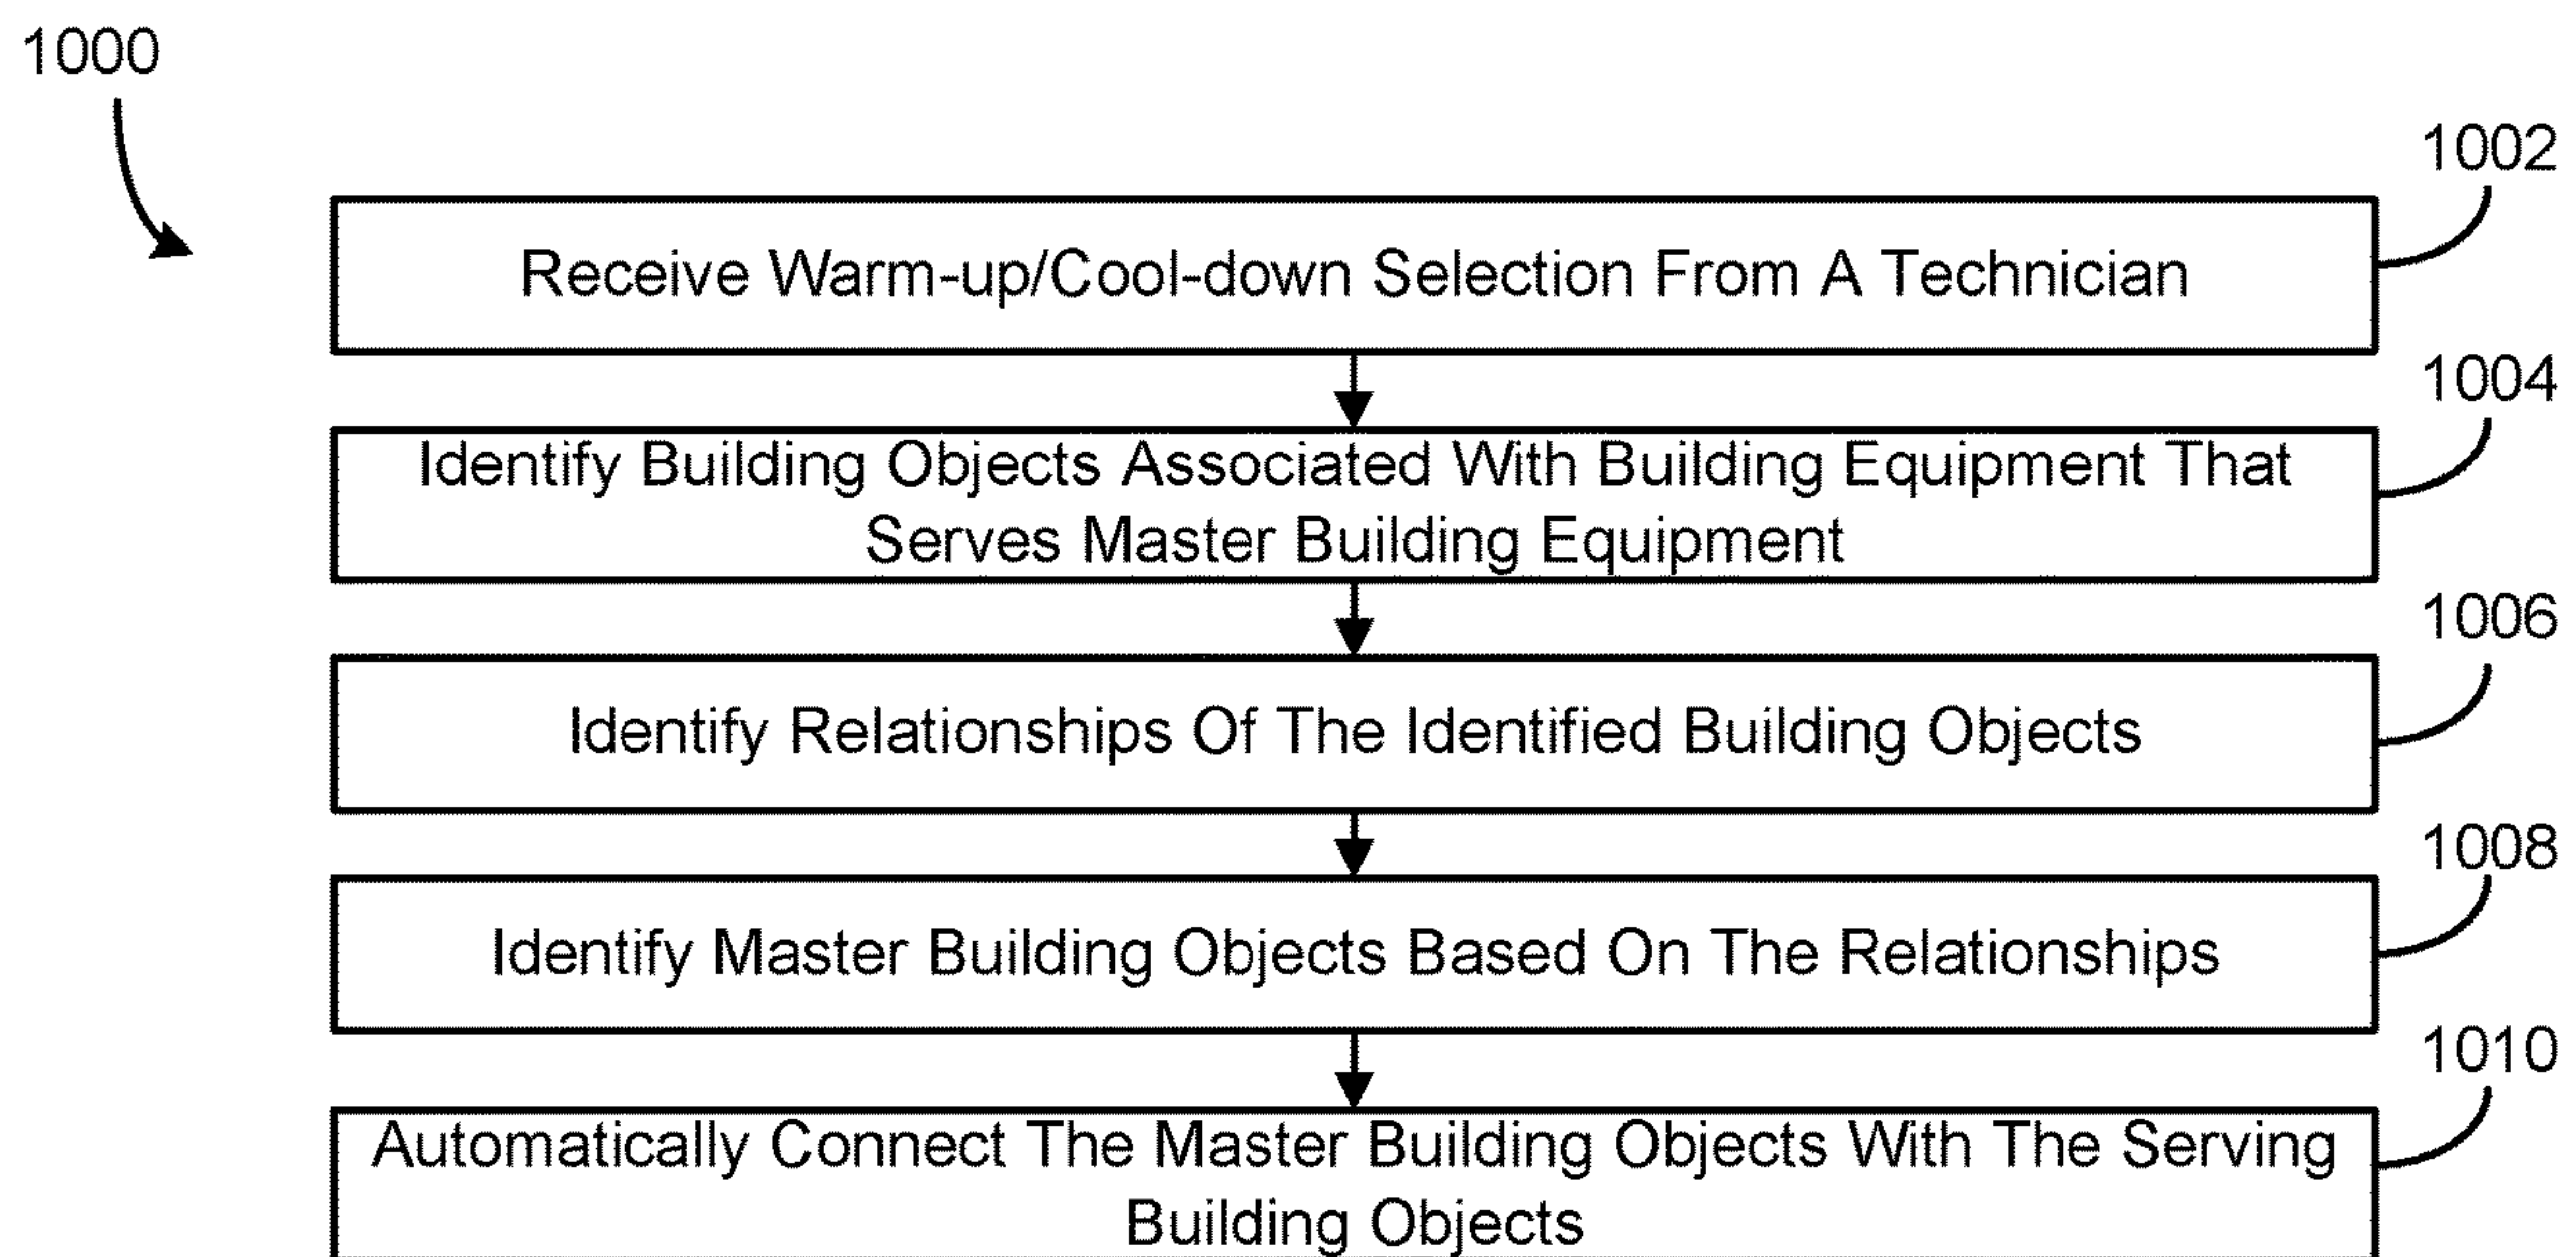 1000
1002
Receive Warm-up/Cool-down Selection From A Technician
1004
Identify Building Objects Associated With Building Equipment That
Serves Master Building Equipment
1006
Identify Relationships Of The Identified Building Objects
1008
Identify Master Building Objects Based On The Relationships
1010
Automatically Connect The Master Building Objects With The Serving
Building Objects